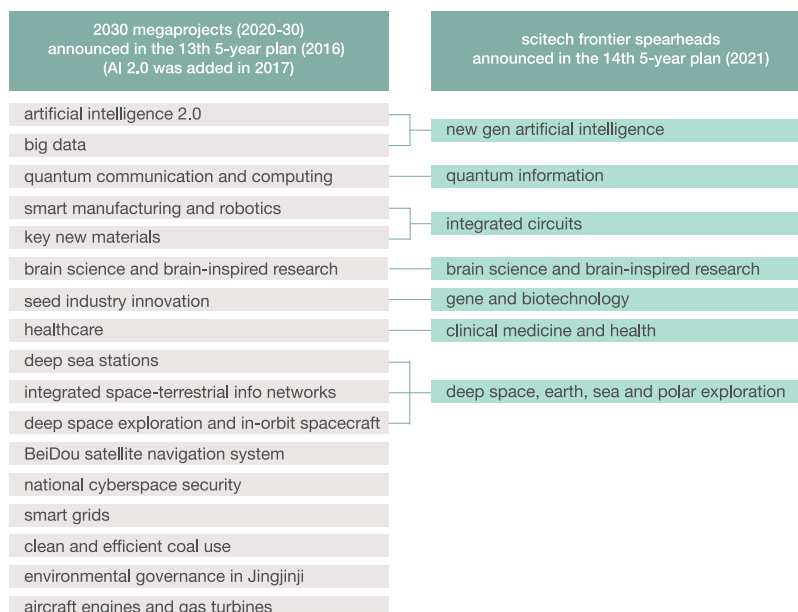 2030 megaprojects (2020-30)
announced in the 13th 5-year plan (2016)
(AI 2.0 was added in 2017)
scitech frontier spearheads
announced in the 14th 5-year plan (2021)
artificial intelligence 2.0
big data
new gen artificial intelligence
quantum communication and computing
quantum information
smart manufacturing and robotics
key new materials
integrated circuits
brain science and brain-inspired research
brain science and brain-inspired research
seed industry innovation
gene and biotechnology
healthcare
clinical medicine and health
deep sea stations
integrated space-terrestrial info networks
deep space exploration and in-orbit spacecraft
deep space, earth, sea and polar exploration
BeiDou satellite navigation system
national cyberspace security
smart grids
clean and efficient coal use
environmental governance in Jingjinji
aircraft engines and gas turbines